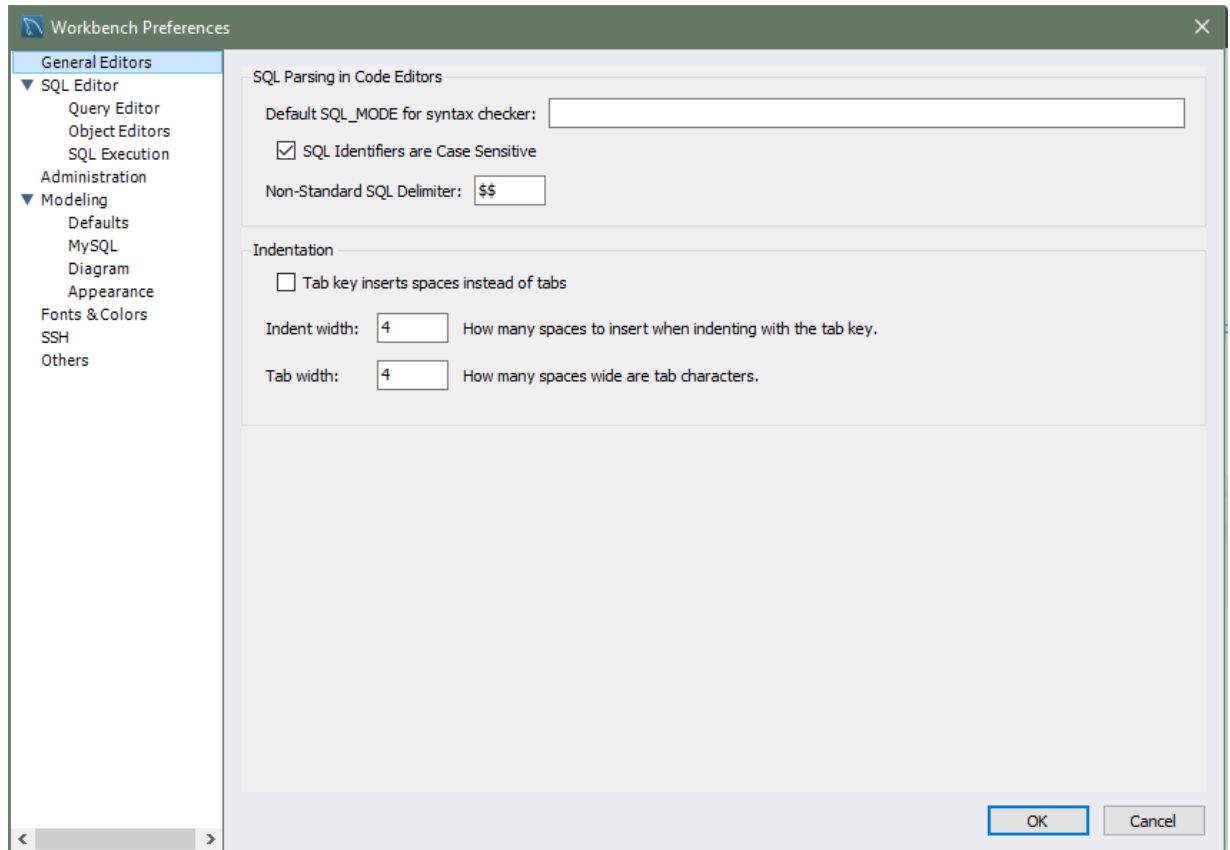 Workbench Preferences
General Editors
SQL Editor
Query Editor
Object Editors
SQL Execution
Administration
Modeling
Defaults
MySQL
Diagram
Appearance
Fonts & Colors
SSH
Others
SQL Parsing in Code Editors
Default SQL_MODE for syntax checker:
SQL Identifiers are Case Sensitive
Non-Standard SQL Delimiter: $$
Indentation
Tab key inserts spaces instead of tabs
Indent width: 4 How many spaces to insert when indenting with the tab key.
Tab width: 4 How many spaces wide are tab characters.
OK Cancel